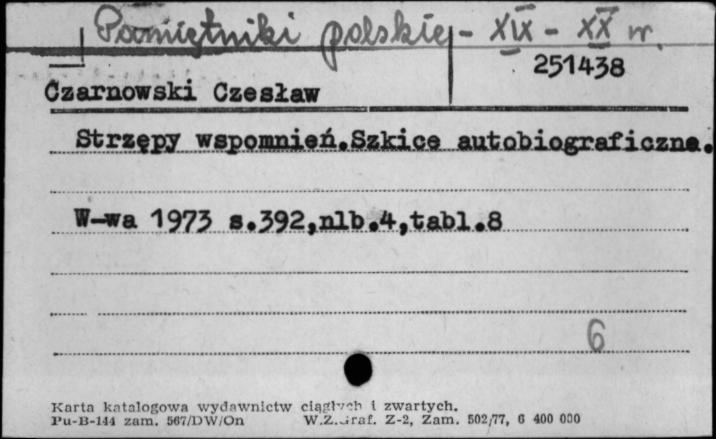 Pamiętniki polskie - XIX - XX w.
251438
Czarnowski Czesław
Strzępy wspomnień.Szkice autobiograficzne.
W-wa 1973 s.392,nlb.4,tabl.8
6
Karta katalogowa wydawnictw ciągłych i zwartych.
Pu-B-144 zam. 567/DW/On W.Z.Graf. Z-2, Zam. 502/77, 6 400 000